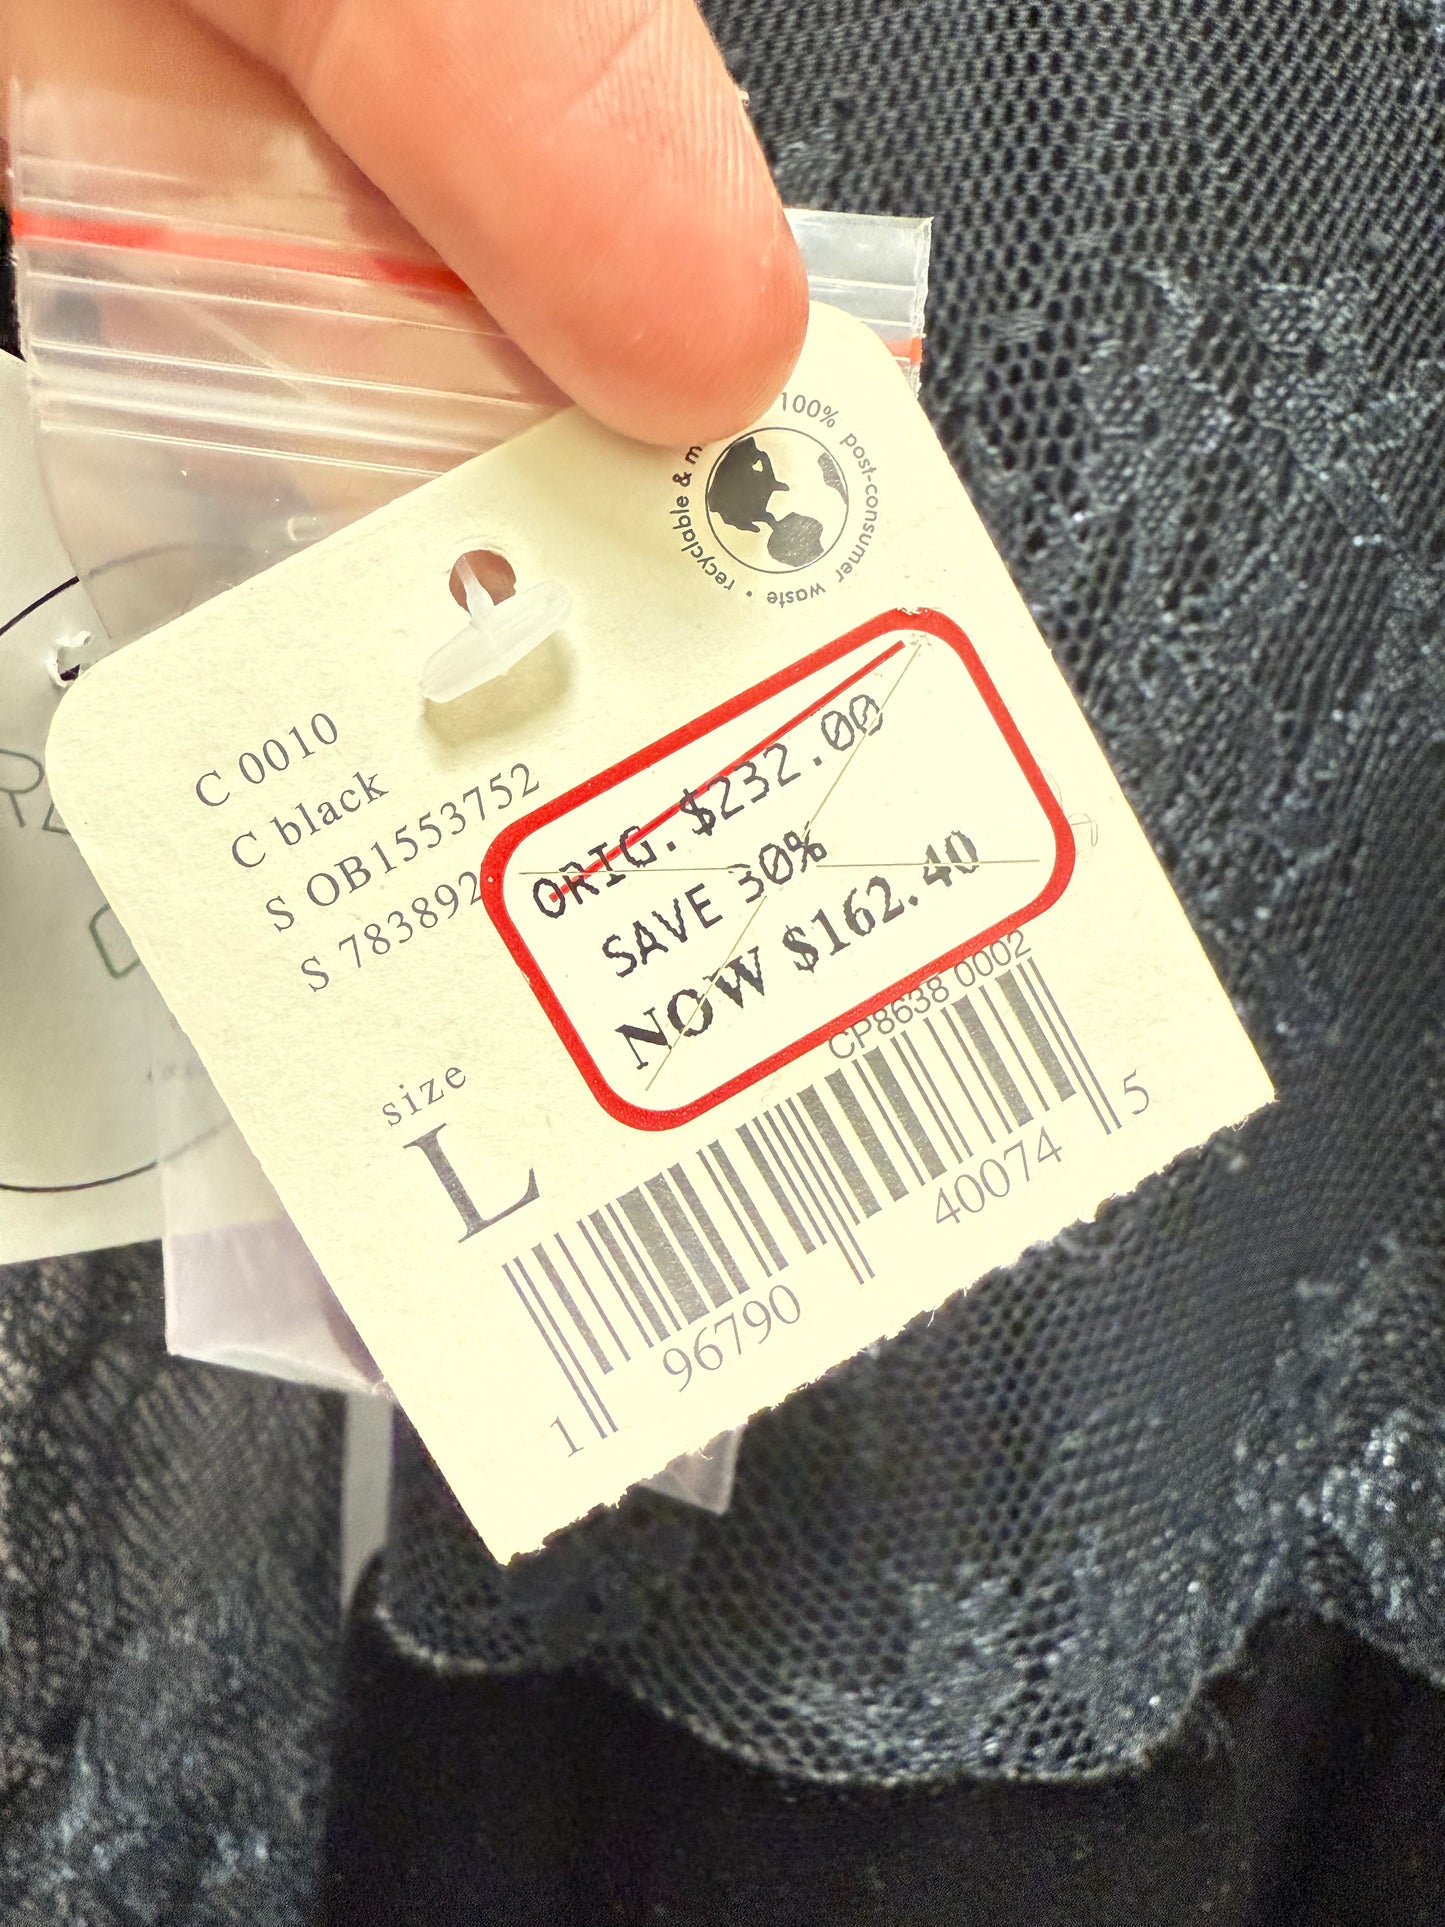 100% post-consumer waste • recyclable &
C 0010
C black
S OB1553752
S 783892
ORIG. $232.00
SAVE 30%
NOW $162.40
CP8638 0002
size
L
1 96790 40074 5